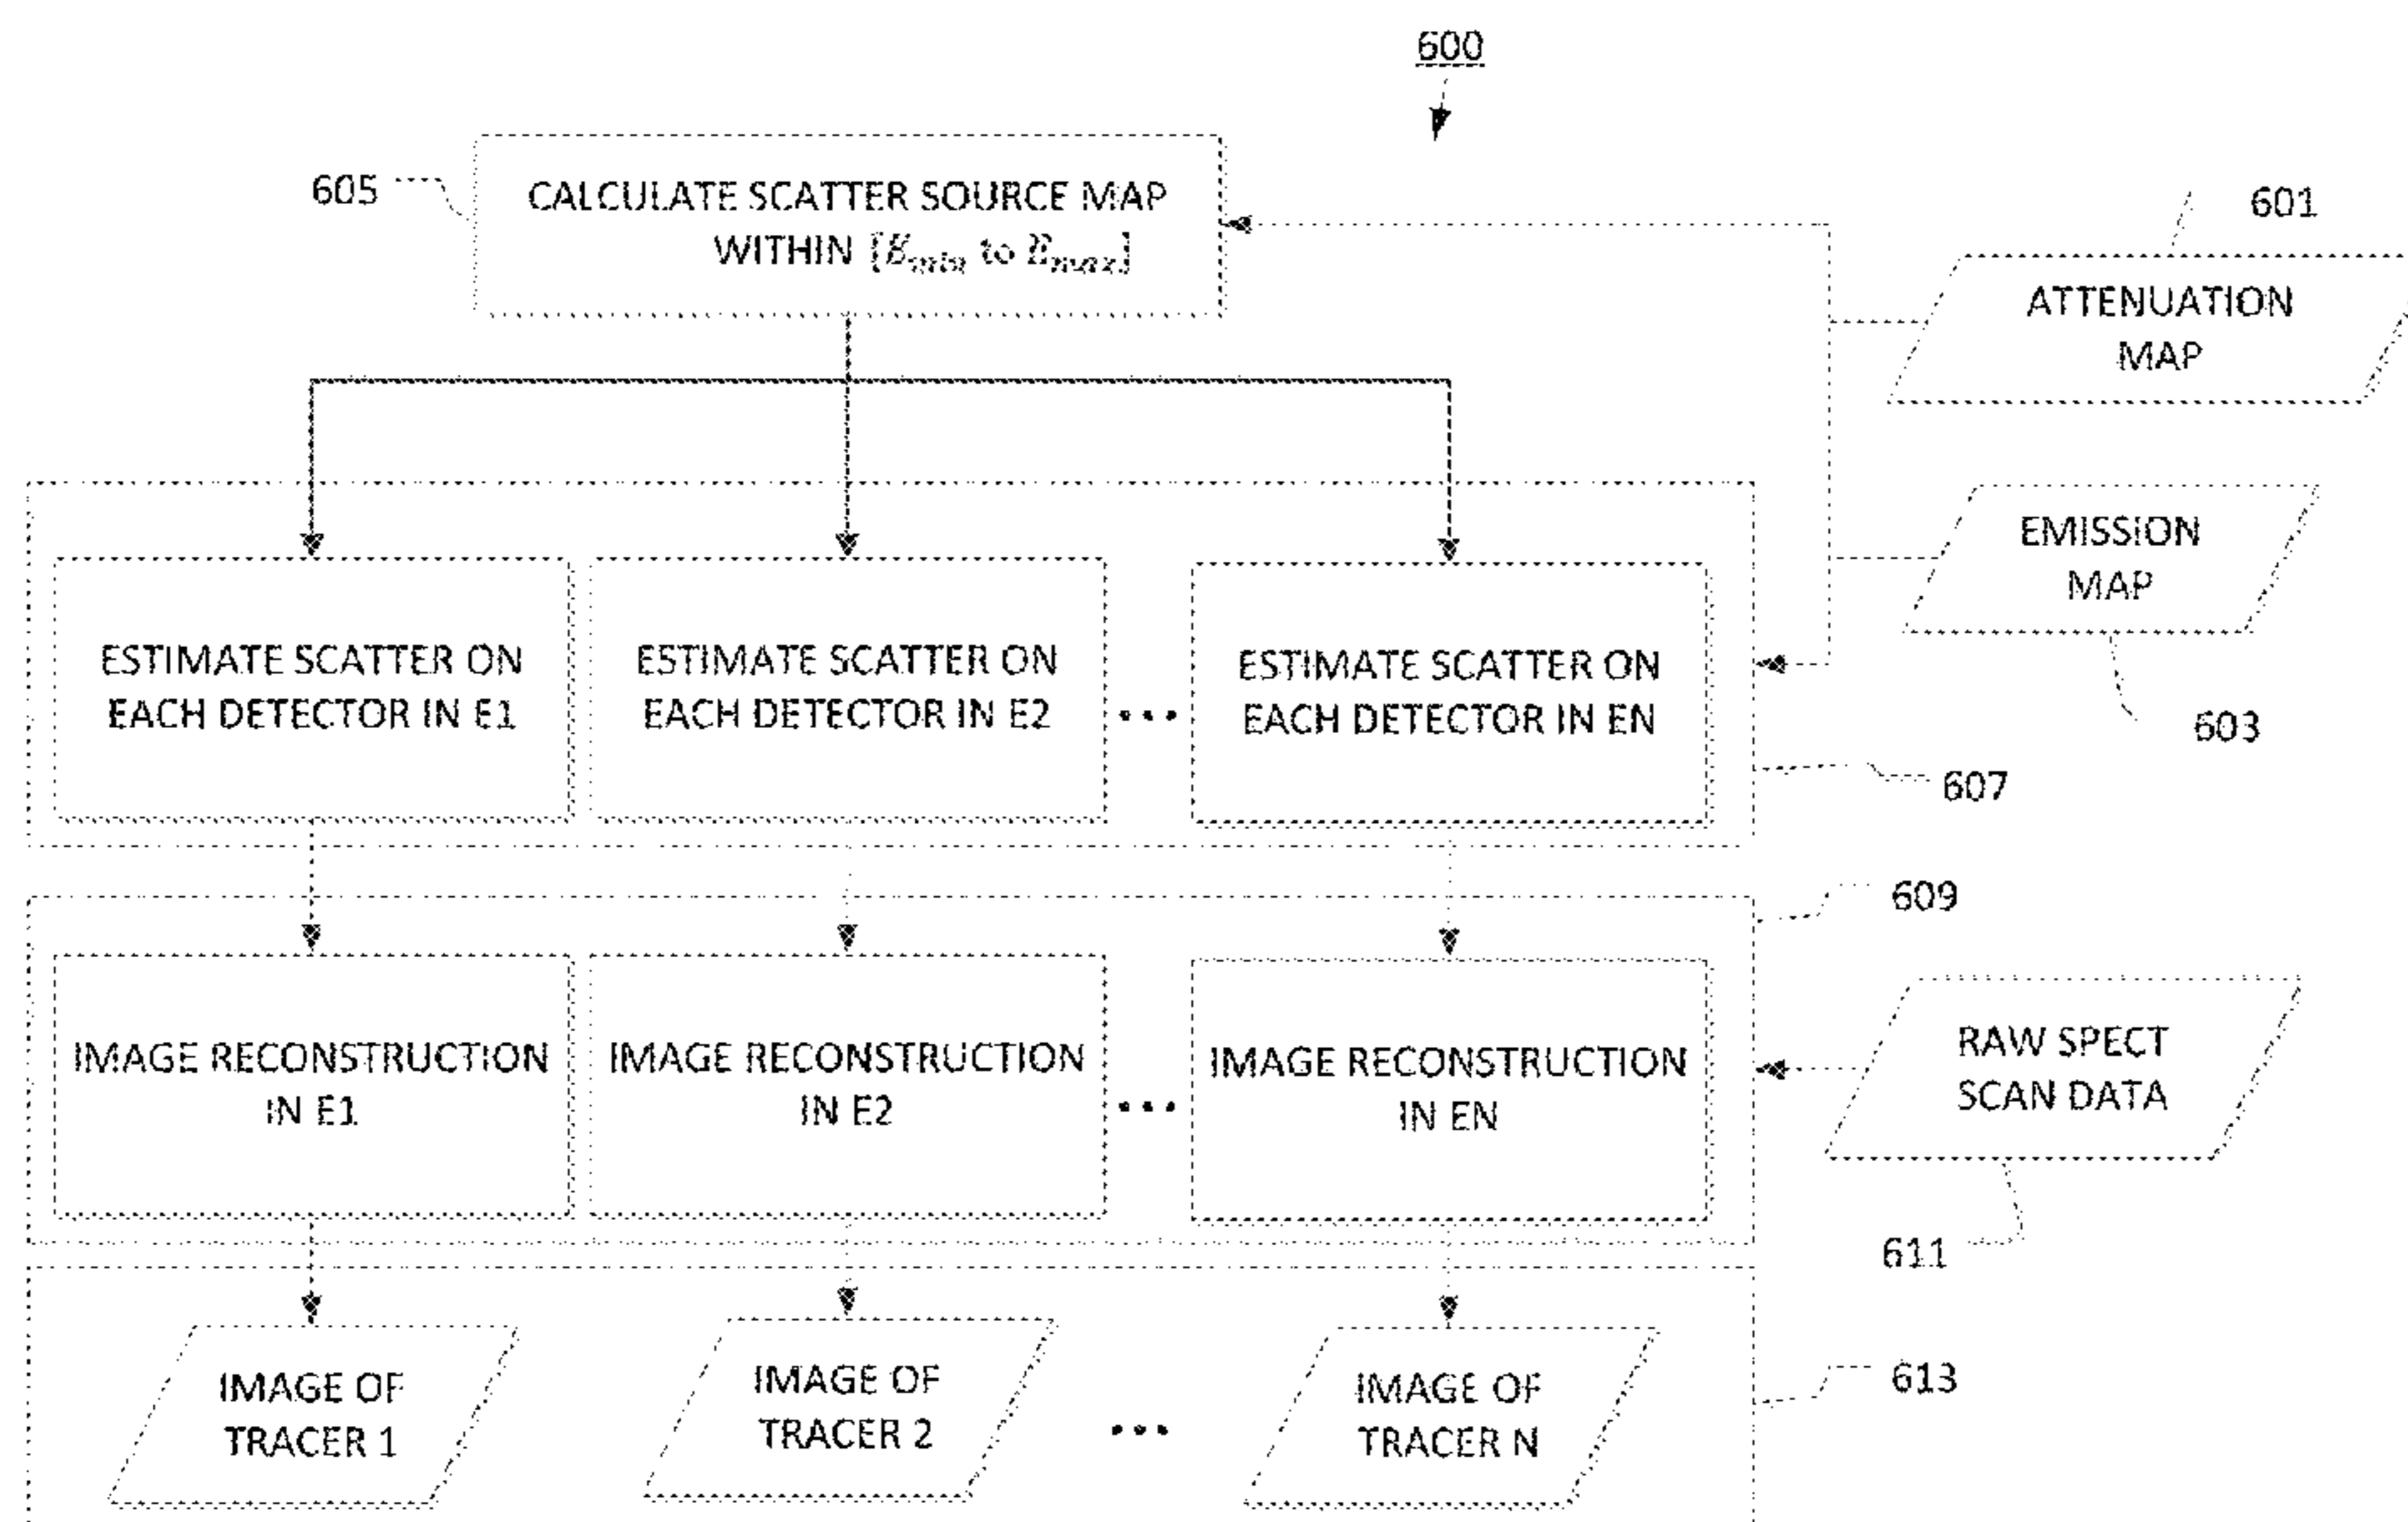 600
605
CALCULATE SCATTER SOURCE MAP
WITHIN [Emin to Emax]
601
ATTENUATION
MAP
EMISSION
MAP
603
ESTIMATE SCATTER ON
EACH DETECTOR IN E1
ESTIMATE SCATTER ON
EACH DETECTOR IN E2
...
ESTIMATE SCATTER ON
EACH DETECTOR IN EN
607
609
IMAGE RECONSTRUCTION
IN E1
IMAGE RECONSTRUCTION
IN E2
...
IMAGE RECONSTRUCTION
IN EN
RAW SPECT
SCAN DATA
611
IMAGE OF
TRACER 1
IMAGE OF
TRACER 2
...
IMAGE OF
TRACER N
613